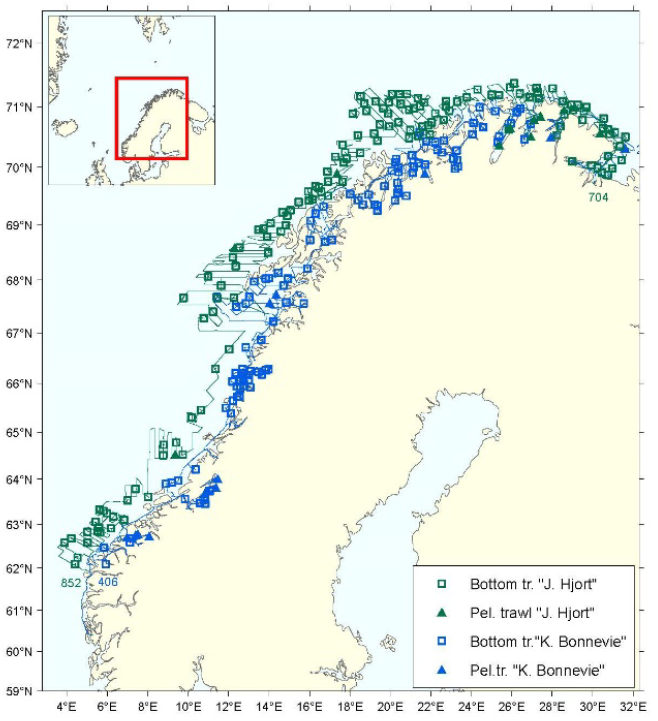 72°N
71°N
70°N
704
69°N
68°N
67°N
66°N
65°N
64°N
63°N
62°N
852
406
61°N
60°N
59°N
Bottom tr. "J. Hjort"
Pel. trawl "J. Hjort"
Bottom tr."K. Bonnevie"
Pel.tr. "K. Bonnevie"
4°E 6°E 8°E 10°E 12°E 14°E 16°E 18°E 20°E 22°E 24°E 26°E 28°E 30°E 32°E